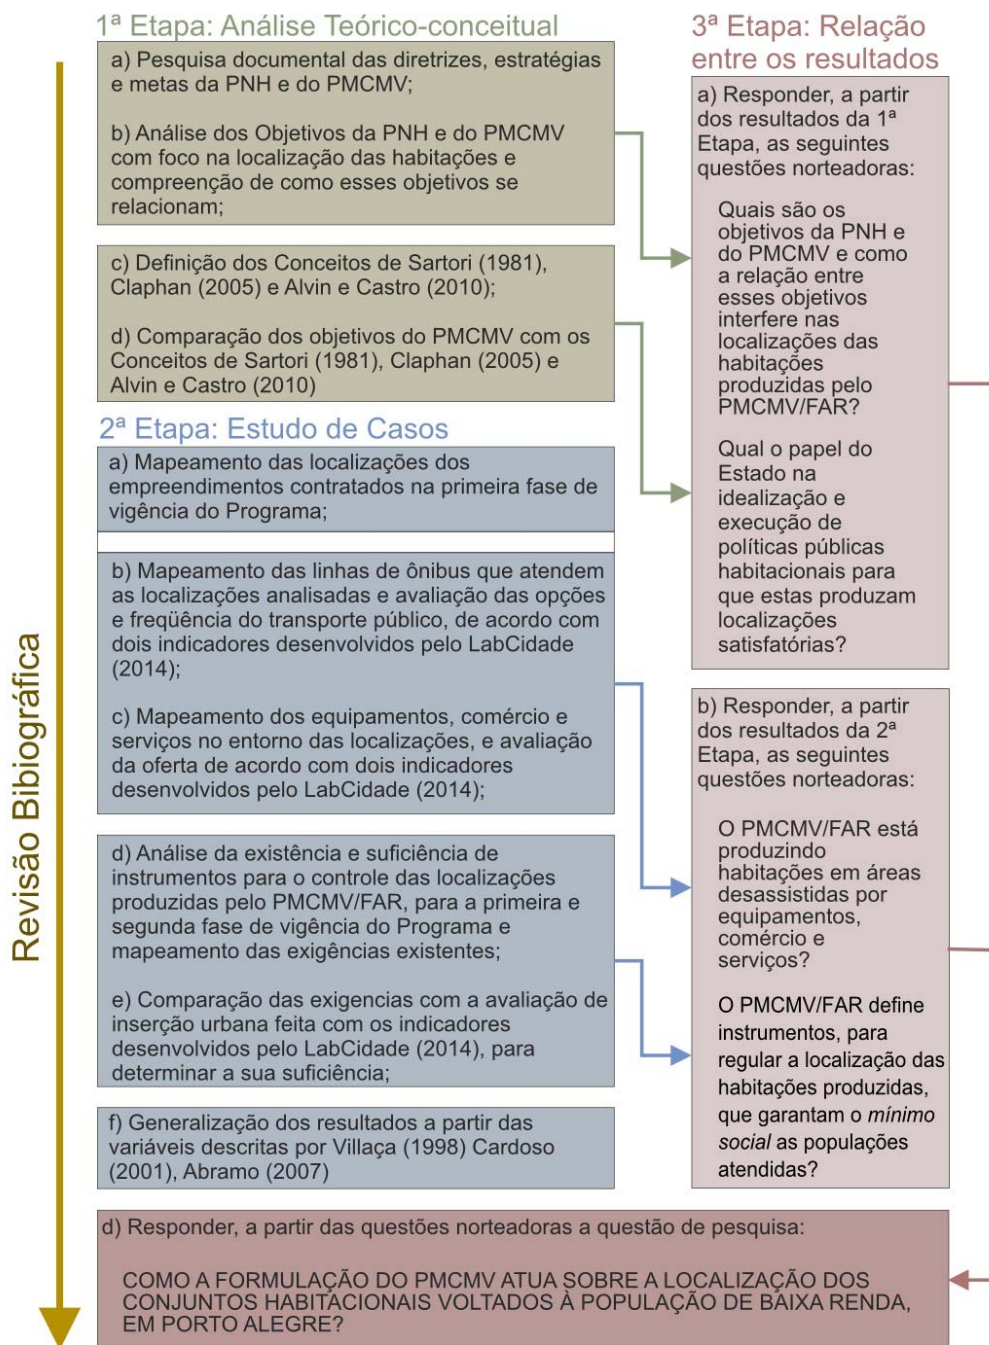 Revisão Bibiográfica
1ª Etapa: Análise Teórico-conceitual
a) Pesquisa documental das diretrizes, estratégias
e metas da PNH e do PMCMV;
b) Análise dos Objetivos da PNH e do PMCMV
com foco na localização das habitações e
compreenção de como esses objetivos se
relacionam;
c) Definição dos Conceitos de Sartori (1981),
Claphan (2005) e Alvin e Castro (2010);
d) Comparação dos objetivos do PMCMV com os
Conceitos de Sartori (1981), Claphan (2005) e
Alvin e Castro (2010)
2ª Etapa: Estudo de Casos
a) Mapeamento das localizações dos
empreendimentos contratados na primeira fase de
vigência do Programa;
b) Mapeamento das linhas de ônibus que atendem
as localizações analisadas e avaliação das opções
e freqüência do transporte público, de acordo com
dois indicadores desenvolvidos pelo LabCidade
(2014);
c) Mapeamento dos equipamentos, comércio e
serviços no entorno das localizações, e avaliação
da oferta de acordo com dois indicadores
desenvolvidos pelo LabCidade (2014);
d) Análise da existência e suficiência de
instrumentos para o controle das localizações
produzidas pelo PMCMV/FAR, para a primeira e
segunda fase de vigência do Programa e
mapeamento das exigências existentes;
e) Comparação das exigencias com a avaliação de
inserção urbana feita com os indicadores
desenvolvidos pelo LabCidade (2014), para
determinar a sua suficiência;
f) Generalização dos resultados a partir das
variáveis descritas por Villaça (1998) Cardoso
(2001), Abramo (2007)
3ª Etapa: Relação
entre os resultados
a) Responder, a partir
dos resultados da 1ª
Etapa, as seguintes
questões norteadoras:
Quais são os
objetivos da PNH e
do PMCMV e como
a relação entre
esses objetivos
interfere nas
localizações das
habitações
produzidas pelo
PMCMV/FAR?
Qual o papel do
Estado na
idealização e
execução de
políticas públicas
habitacionais para
que estas produzam
localizações
satisfatórias?
b) Responder, a partir
dos resultados da 2ª
Etapa, as seguintes
questões norteadoras:
O PMCMV/FAR está
produzindo
habitações em áreas
desassistidas por
equipamentos,
comércio e
serviços?
O PMCMV/FAR define
instrumentos, para
regular a localização das
habitações produzidas,
que garantam o mínimo
social as populações
atendidas?
d) Responder, a partir das questões norteadoras a questão de pesquisa:
COMO A FORMULAÇÃO DO PMCMV ATUA SOBRE A LOCALIZAÇÃO DOS
CONJUNTOS HABITACIONAIS VOLTADOS À POPULAÇÃO DE BAIXA RENDA,
EM PORTO ALEGRE?